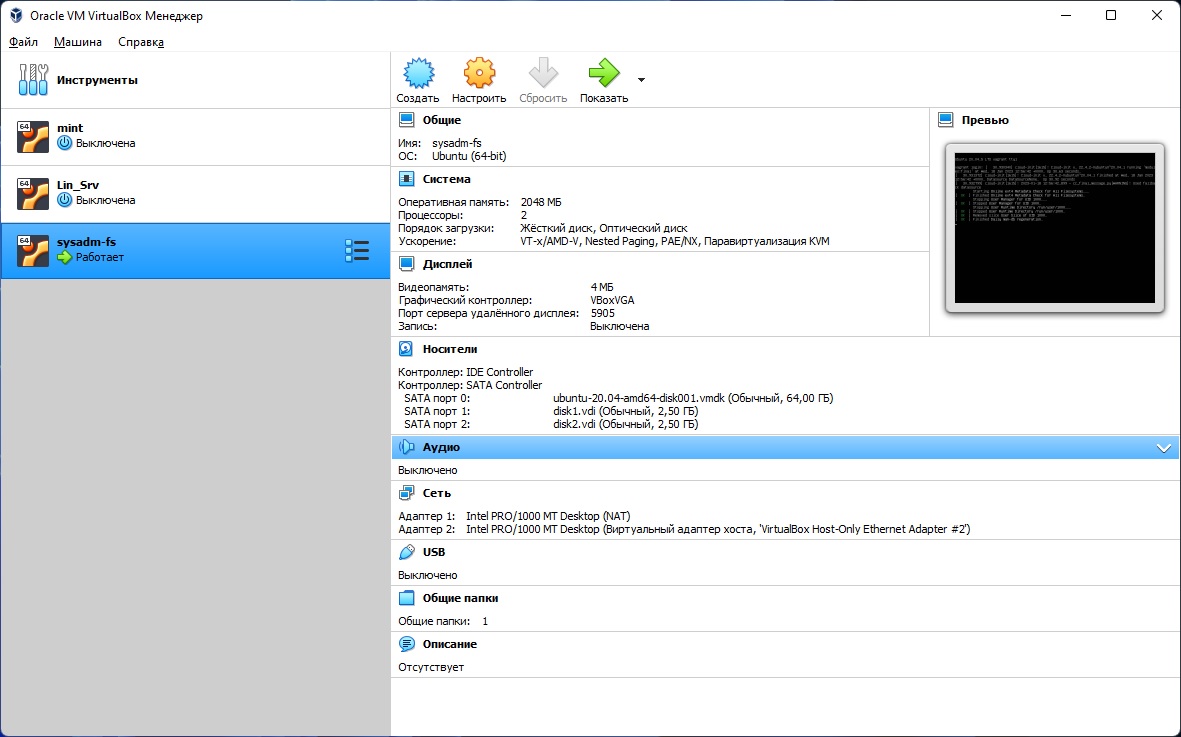 Oracle VM VirtualBox Менеджер
Файл Машина Справка
Инструменты
Создать Настроить Сбросить Показать
64 mint
Выключена
64 Lin_Srv
Выключена
64 sysadm-fs
Работает
Общие
Имя: sysadm-fs
ОС: Ubuntu (64-bit)
Система
Оперативная память: 2048 МБ
Процессоры: 2
Порядок загрузки: Жёсткий диск, Оптический диск
Ускорение: VT-x/AMD-V, Nested Paging, PAE/NX, Паравиртуализация KVM
Дисплей
Видеопамять: 4 МБ
Графический контроллер: VBoxVGA
Порт сервера удалённого дисплея: 5905
Запись: Выключена
Превью
Носители
Контроллер: IDE Controller
Контроллер: SATA Controller
SATA порт 0: ubuntu-20.04-amd64-disk001.vmdk (Обычный, 64,00 ГБ)
SATA порт 1: disk1.vdi (Обычный, 2,50 ГБ)
SATA порт 2: disk2.vdi (Обычный, 2,50 ГБ)
Аудио
Выключено
Сеть
Адаптер 1: Intel PRO/1000 MT Desktop (NAT)
Адаптер 2: Intel PRO/1000 MT Desktop (Виртуальный адаптер хоста, 'VirtualBox Host-Only Ethernet Adapter #2')
USB
Выключено
Общие папки
Общие папки: 1
Описание
Отсутствует